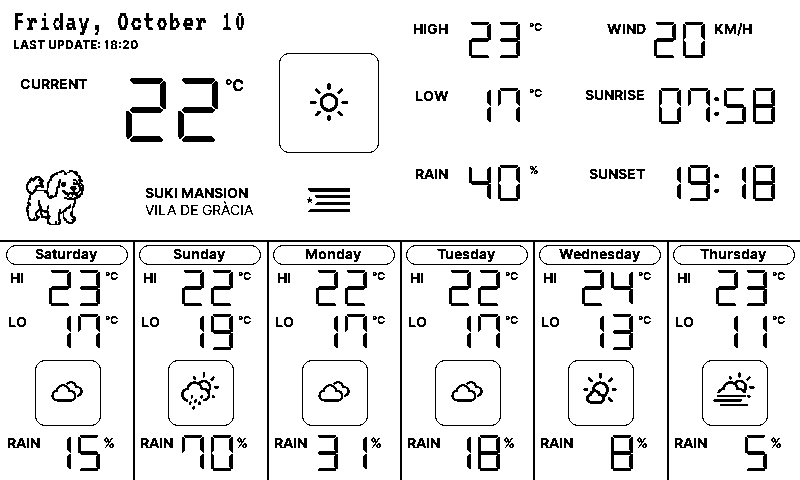 Friday, October 10
LAST UPDATE: 18:20
CURRENT 22 °C
HIGH 23 °C
WIND 20 KM/H
LOW 17 °C
SUNRISE 07:58
RAIN 40 %
SUNSET 19:18
SUKI MANSION
VILA DE GRÀCIA
Saturday
HI 23 °C
LO 17 °C
RAIN 15 %
Sunday
HI 22 °C
LO 19 °C
RAIN 70 %
Monday
HI 22 °C
LO 17 °C
RAIN 31 %
Tuesday
HI 22 °C
LO 17 °C
RAIN 18 %
Wednesday
HI 24 °C
LO 13 °C
RAIN 8 %
Thursday
HI 23 °C
LO 11 °C
RAIN 5 %